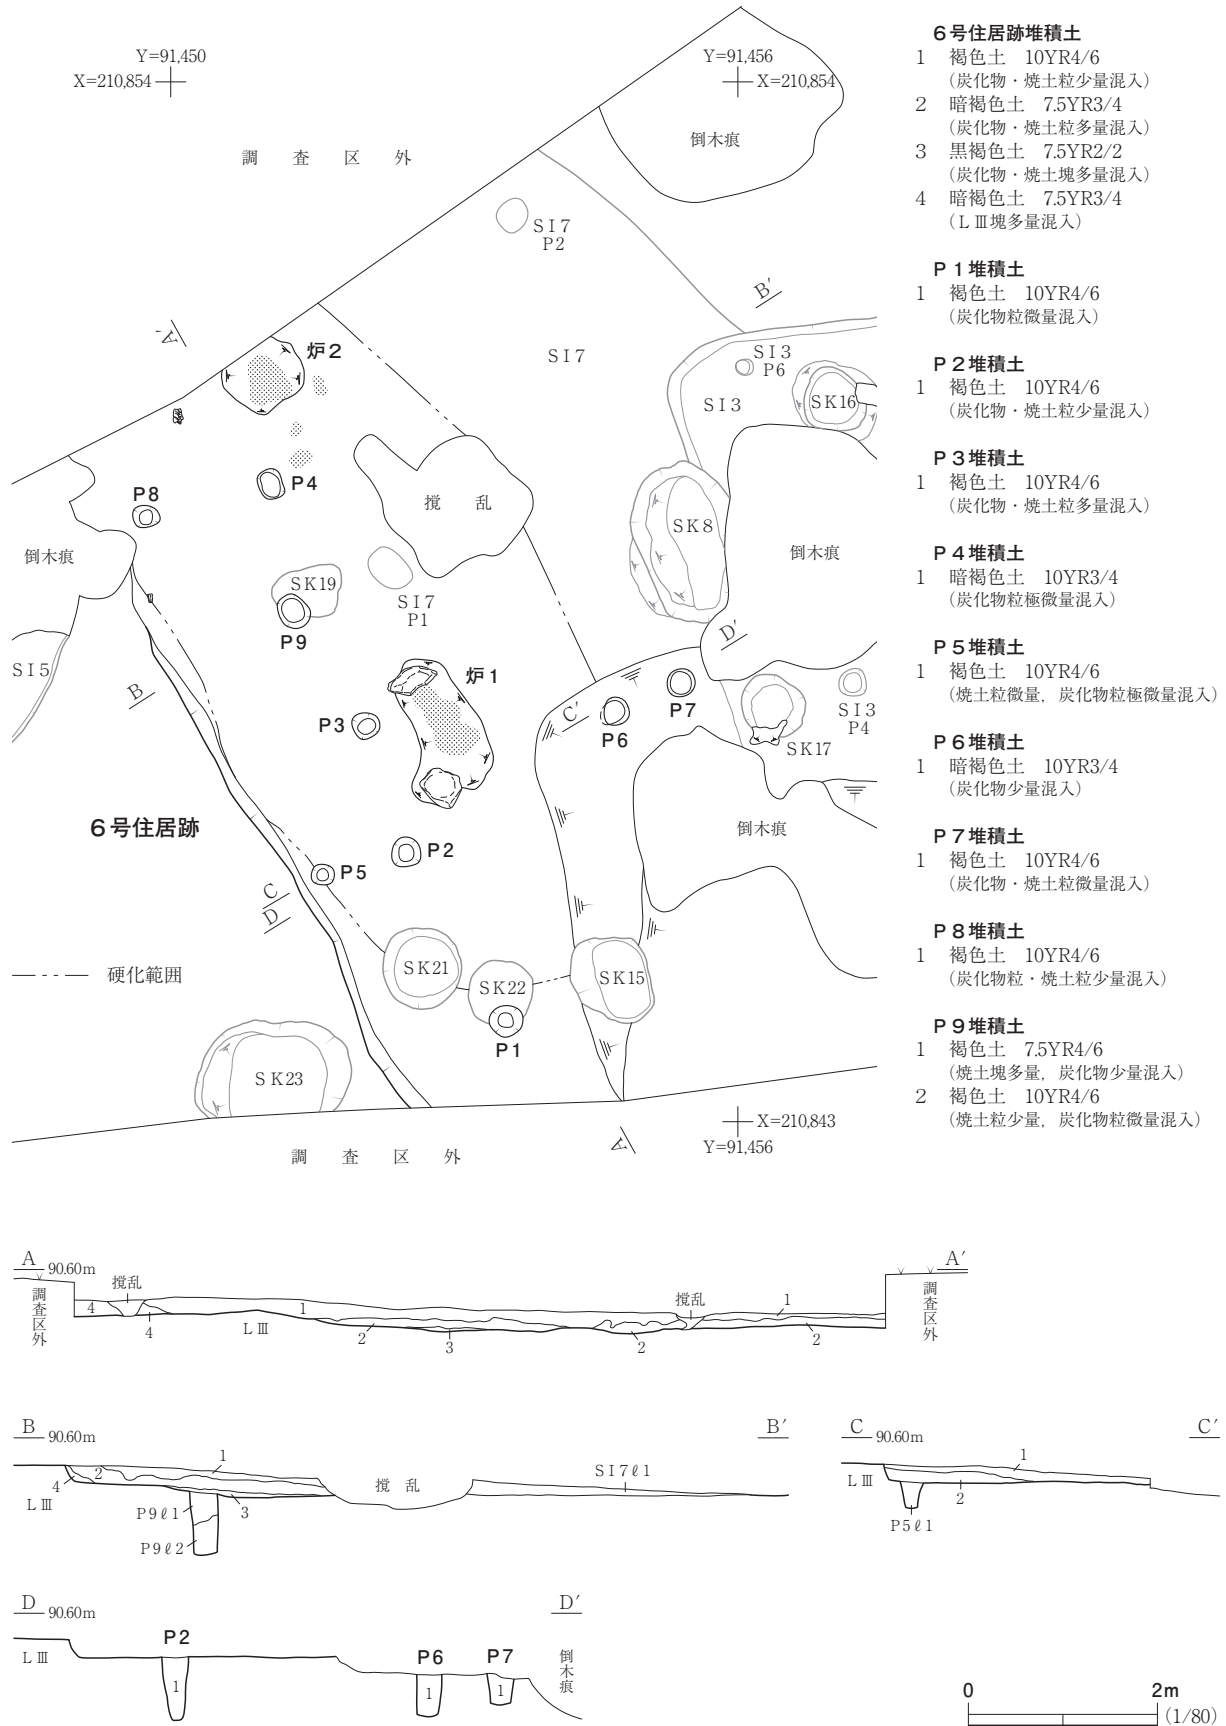 Y=91,450
X=210,854
Y=91,456
X=210,854
調査区外
倒木痕
SI7
P2
B′
A′
炉2
SI7
SI3
P6
SI3
SK16
P4
P8
撹乱
SK8
倒木痕
倒木痕
SK19
SI7
P1
P9
D′
SI5
炉1
B
C′
P3
P6
P7
SI3
P4
SK17
6号住居跡
倒木痕
P2
P5
C
D
硬化範囲
SK21
SK22
SK15
P1
SK23
X=210,843
Y=91,456
A
調査区外
6号住居跡堆積土
1 褐色土 10YR4/6
(炭化物・焼土粒少量混入)
2 暗褐色土 7.5YR3/4
(炭化物・焼土粒多量混入)
3 黒褐色土 7.5YR2/2
(炭化物・焼土塊多量混入)
4 暗褐色土 7.5YR3/4
(LⅢ塊多量混入)
P1堆積土
1 褐色土 10YR4/6
(炭化物粒微量混入)
P2堆積土
1 褐色土 10YR4/6
(炭化物・焼土粒少量混入)
P3堆積土
1 褐色土 10YR4/6
(炭化物・焼土粒多量混入)
P4堆積土
1 暗褐色土 10YR3/4
(炭化物粒極微量混入)
P5堆積土
1 褐色土 10YR4/6
(焼土粒微量，炭化物粒極微量混入)
P6堆積土
1 暗褐色土 10YR3/4
(炭化物少量混入)
P7堆積土
1 褐色土 10YR4/6
(炭化物・焼土粒微量混入)
P8堆積土
1 褐色土 10YR4/6
(炭化物粒・焼土粒少量混入)
P9堆積土
1 褐色土 7.5YR4/6
(焼土塊多量，炭化物少量混入)
2 褐色土 10YR4/6
(焼土粒少量，炭化物粒微量混入)
A 90.60m A′
調査区外
撹乱
4
4
LⅢ
1
2
3
撹乱
2
1
2
調査区外
B 90.60m B′
1
2
4
LⅢ
P9ℓ1
3
P9ℓ2
撹乱
SI7ℓ1
C 90.60m C′
LⅢ
1
2
P5ℓ1
D 90.60m D′
LⅢ
P2
1
P6
1
P7
1
倒木痕
0 2m
(1/80)